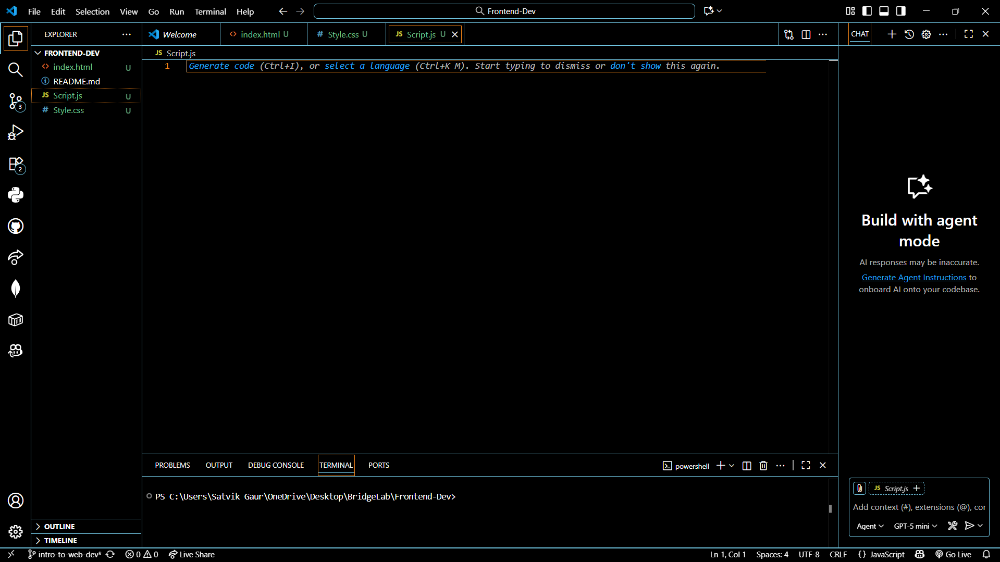 File Edit Selection View Go Run Terminal Help
Frontend-Dev
EXPLORER
FRONTEND-DEV
index.html U
README.md
Script.js U
Style.css U
OUTLINE
TIMELINE
3
2
Welcome
index.html U
Style.css U
JS Script.js U
JS Script.js
1 Generate code (Ctrl+I), or select a language (Ctrl+K M). Start typing to dismiss or don't show this again.
PROBLEMS OUTPUT DEBUG CONSOLE TERMINAL PORTS
powershell
PS C:\Users\Satvik Gaur\OneDrive\Desktop\BridgeLab\Frontend-Dev>
CHAT
Build with agent
mode
AI responses may be inaccurate.
Generate Agent Instructions to
onboard AI onto your codebase.
JS Script.js
Add context (#), extensions (@), cor
Agent GPT-5 mini
intro-to-web-dev* 0 0 Live Share
Ln 1, Col 1 Spaces: 4 UTF-8 CRLF {} JavaScript Go Live